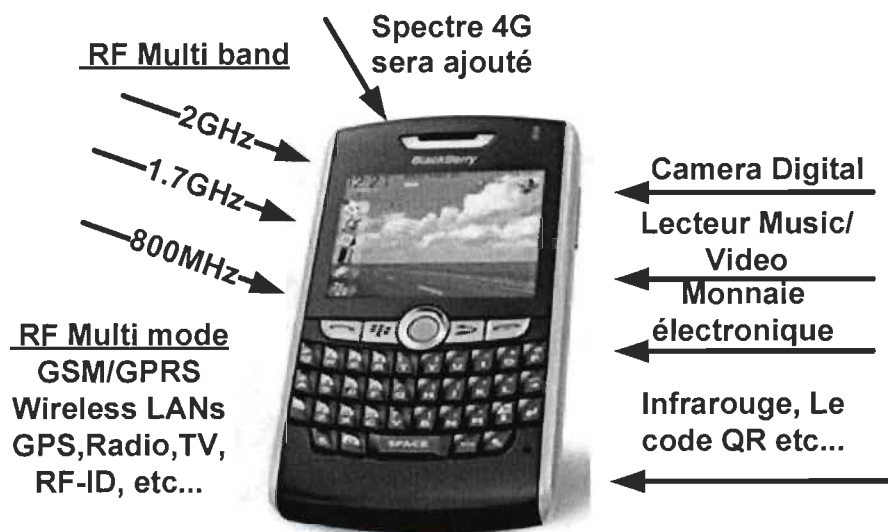 Spectre 4G
sera ajouté
RF Multi band
2GHz
1.7GHz
800MHz
RF Multi mode
GSM/GPRS
Wireless LANs
GPS,Radio,TV,
RF-ID, etc...
BlackBerry
12:21
SPACE
Camera Digital
Lecteur Music/
Video
Monnaie
électronique
Infrarouge, Le
code QR etc...